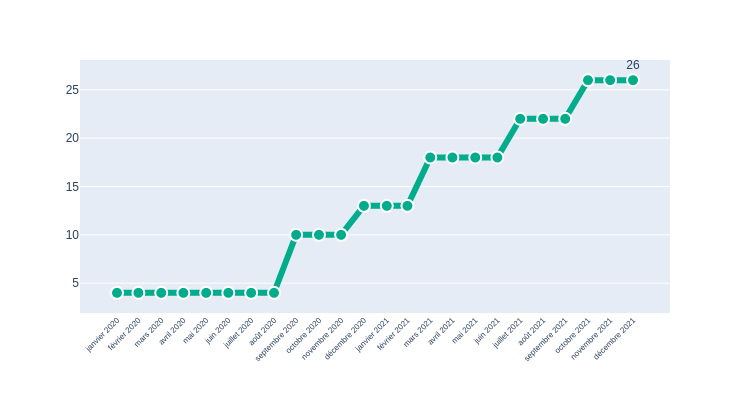 26
25
20
15
10
5
janvier 2020
février 2020
mars 2020
avril 2020
mai 2020
juin 2020
juillet 2020
août 2020
septembre 2020
octobre 2020
novembre 2020
décembre 2020
janvier 2021
février 2021
mars 2021
avril 2021
mai 2021
juin 2021
juillet 2021
août 2021
septembre 2021
octobre 2021
novembre 2021
décembre 2021